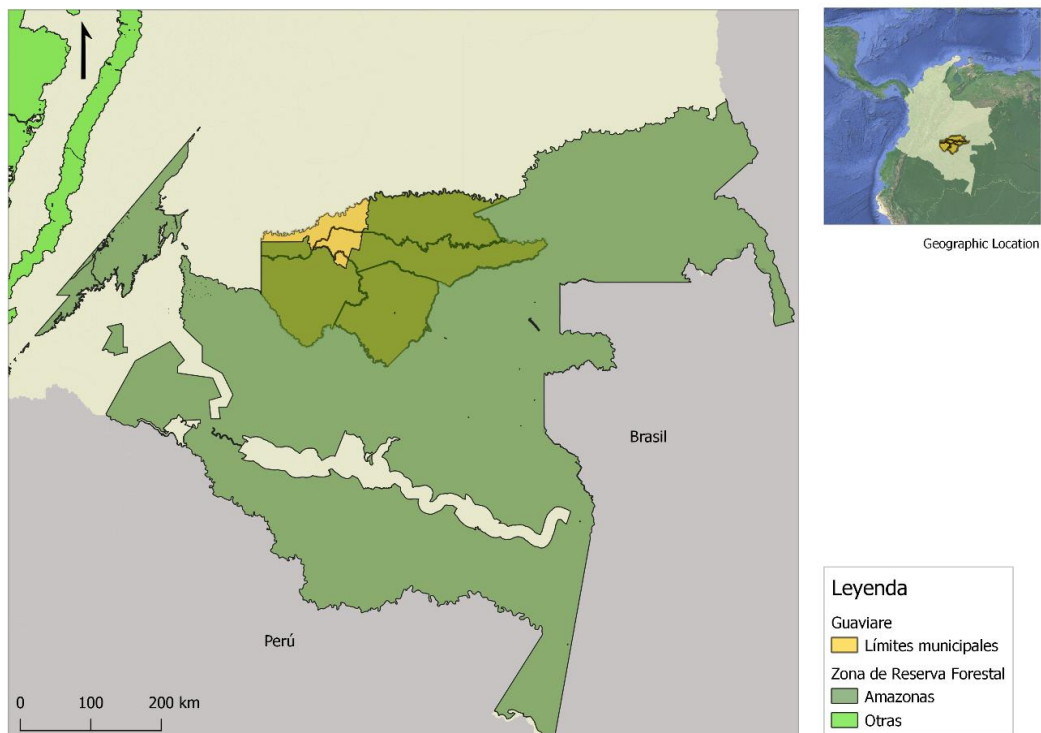 Geographic Location
Brasil
Perú
0 100 200 km
Leyenda
Guaviare
Límites municipales
Zona de Reserva Forestal
Amazonas
Otras